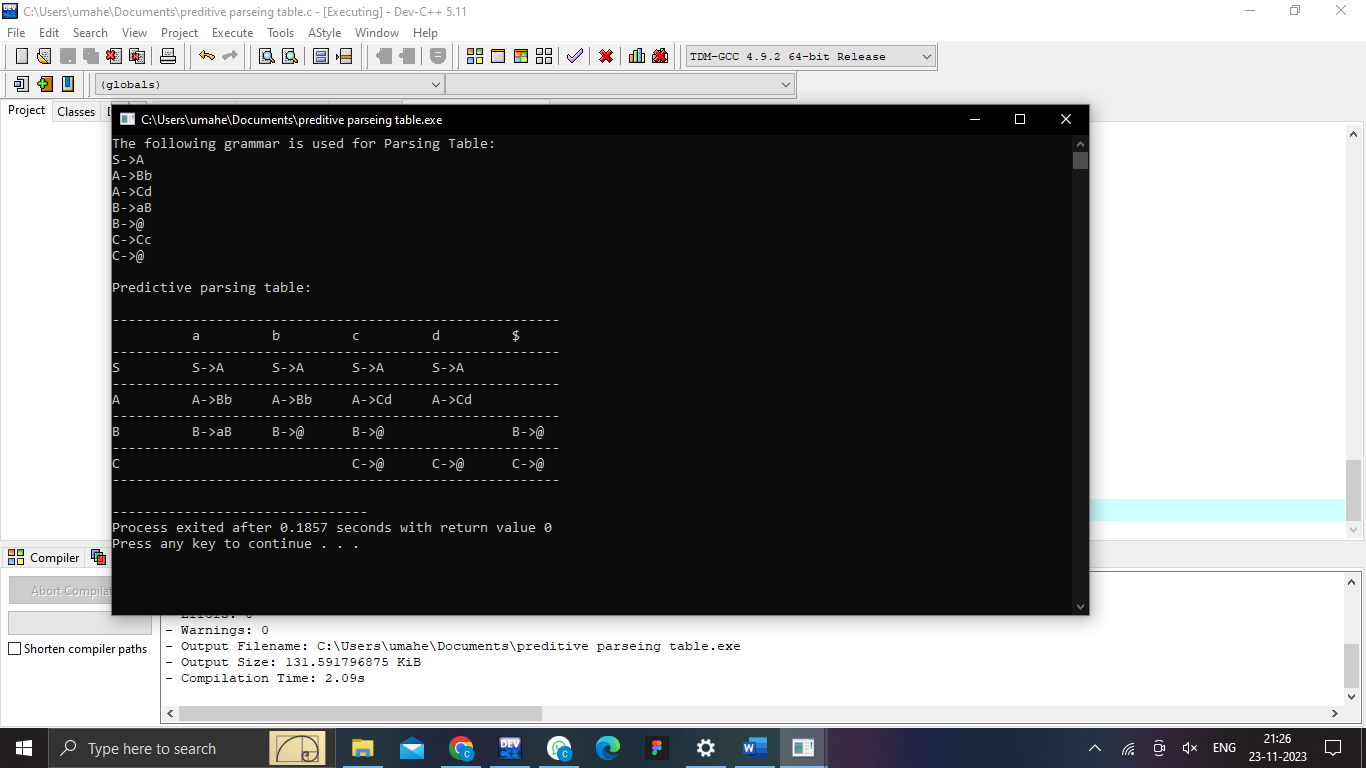 C:\Users\umahe\Documents\preditive parseing table.c - [Executing] - Dev-C++ 5.11
File Edit Search View Project Execute Tools AStyle Window Help
TDM-GCC 4.9.2 64-bit Release
(globals)
Project Classes
C:\Users\umahe\Documents\preditive parseing table.exe
The following grammar is used for Parsing Table:
S->A
A->Bb
A->Cd
B->aB
B->@
C->Cc
C->@
Predictive parsing table:
--------------------------------------------------------
a b c d $
--------------------------------------------------------
S S->A S->A S->A S->A
--------------------------------------------------------
A A->Bb A->Bb A->Cd A->Cd
--------------------------------------------------------
B B->aB B->@ B->@ B->@
--------------------------------------------------------
C C->@ C->@ C->@
--------------------------------------------------------
--------------------------------
Process exited after 0.1857 seconds with return value 0
Press any key to continue . . .
Compiler
Abort Compila
Shorten compiler paths
- Errors: 0
- Warnings: 0
- Output Filename: C:\Users\umahe\Documents\preditive parseing table.exe
- Output Size: 131.591796875 KiB
- Compilation Time: 2.09s
Type here to search
DEV
ENG
21:26
23-11-2023